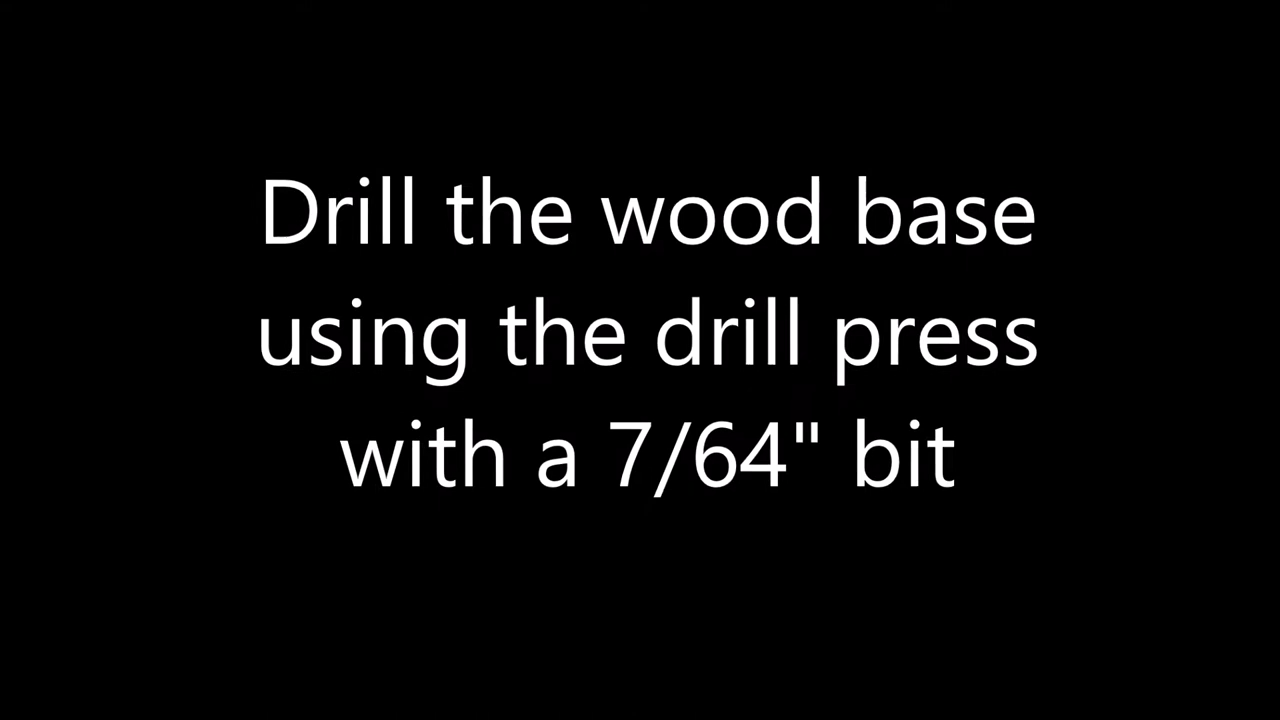 Drill the wood base
using the drill press
with a 7/64" bit